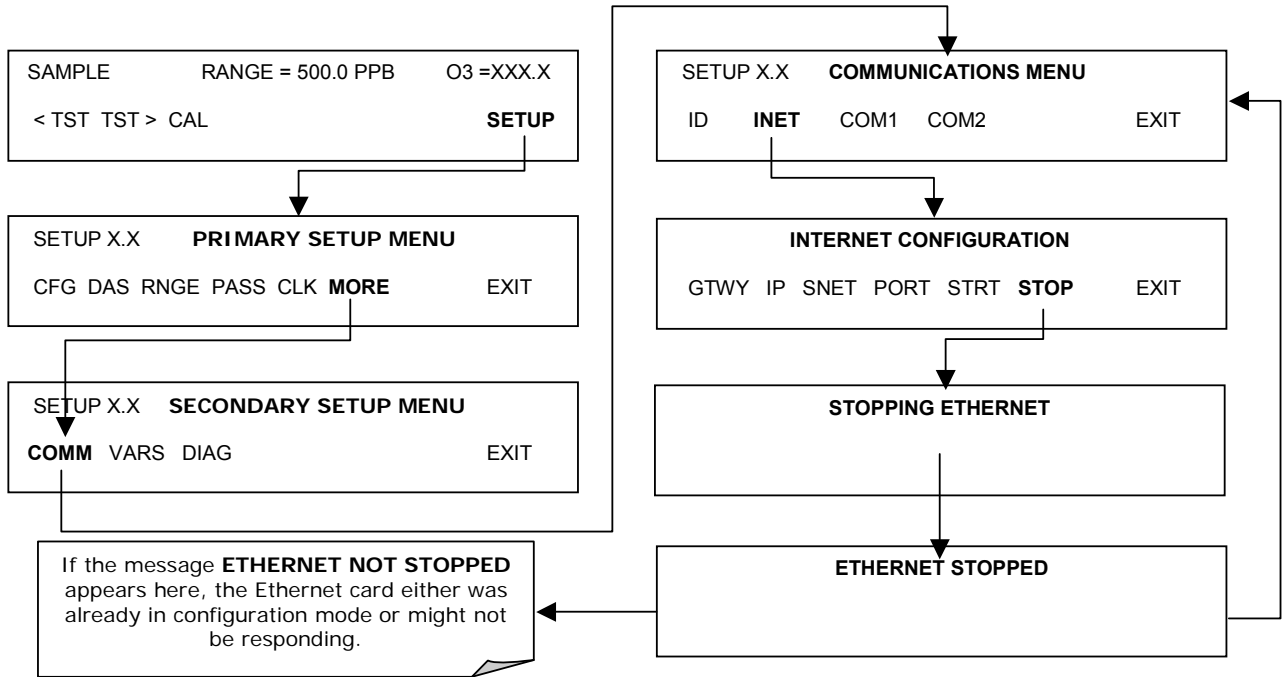 SAMPLE RANGE = 500.0 PPB O3 =XXX.X
< TST TST > CAL SETUP
SETUP X.X PRIMARY SETUP MENU
CFG DAS RNGE PASS CLK MORE EXIT
SETUP X.X SECONDARY SETUP MENU
COMM VARS DIAG EXIT
SETUP X.X COMMUNICATIONS MENU
ID INET COM1 COM2 EXIT
INTERNET CONFIGURATION
GTWY IP SNET PORT STRT STOP EXIT
STOPPING ETHERNET
ETHERNET STOPPED
If the message ETHERNET NOT STOPPED
appears here, the Ethernet card either was
already in configuration mode or might not
be responding.